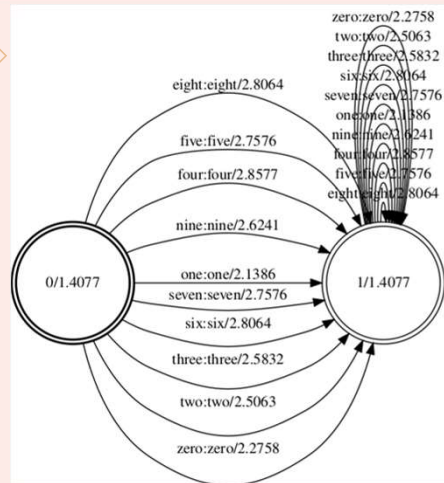 zero:zero/2.2758
two:two/2.5063
three:three/2.5832
six:six/2.8064
seven:seven/2.7576
one:one/2.1386
nine:nine/2.6241
four:four/2.8577
five:five/2.7576
eight:eight/2.8064
eight:eight/2.8064
five:five/2.7576
four:four/2.8577
nine:nine/2.6241
0/1.4077
one:one/2.1386
1/1.4077
seven:seven/2.7576
six:six/2.8064
three:three/2.5832
two:two/2.5063
zero:zero/2.2758